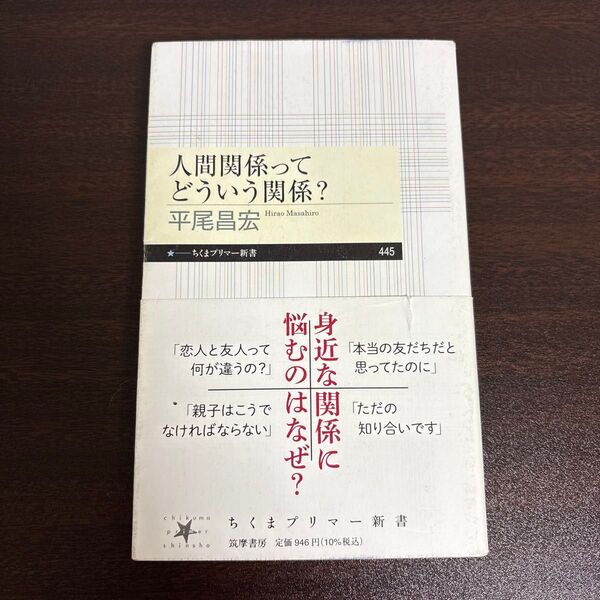 人間関係って
どういう関係?
平尾昌宏
Hirao Masahiro
★──ちくまプリマー新書
445
身近な関係に
悩むのはなぜ?
「本当の友だちだと
思ってたのに」
「恋人と友人って
何が違うの?」
「ただの
知り合いです」
「親子はこうで
なければならない」
chikuma
primer
shinsho
ちくまプリマー新書
筑摩書房 定価946円(10%税込)